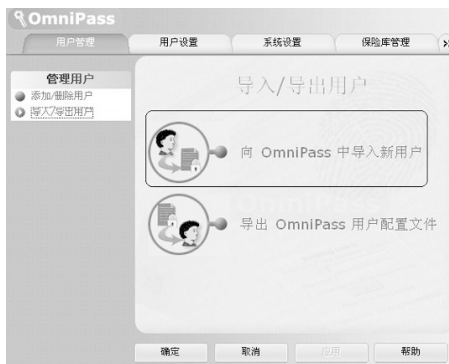 OmniPass
用户管理 用户设置 系统设置 保险库管理
管理用户
添加/删除用户
导入/导出用户
导入/导出用户
向 OmniPass 中导入新用户
导出 OmniPass 用户配置文件
确定 取消 应用 帮助